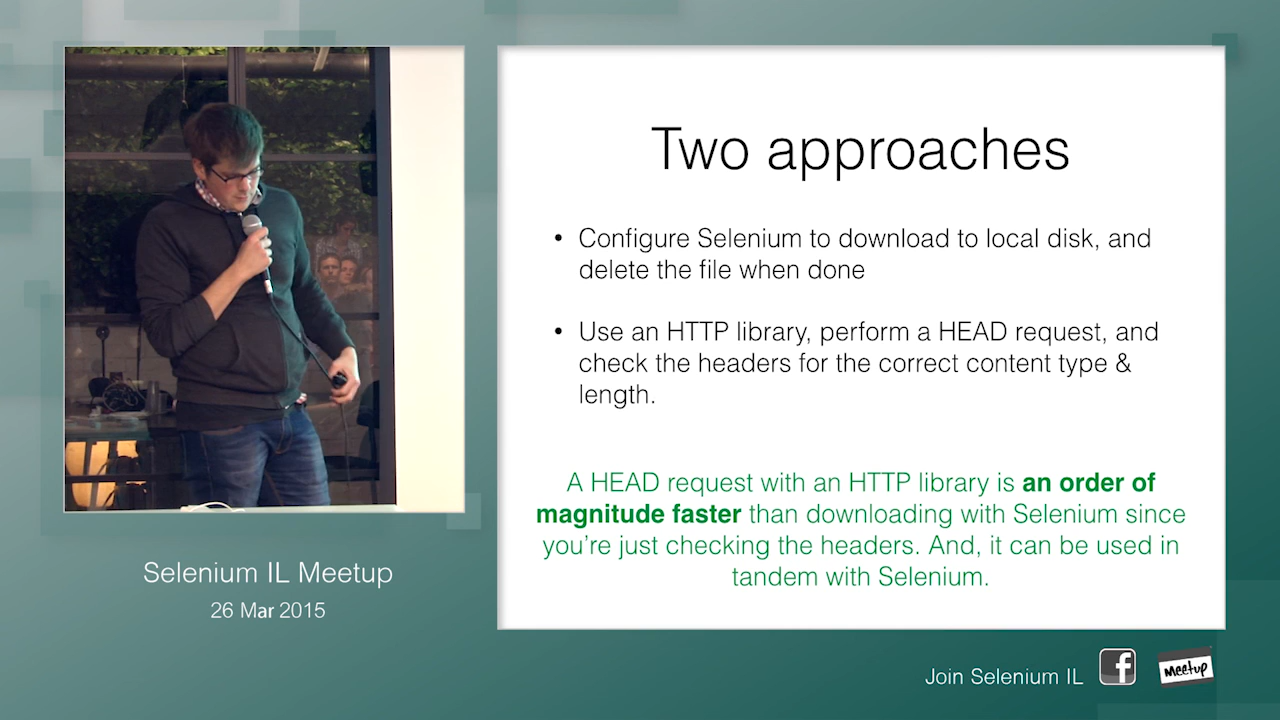 Two approaches
• Configure Selenium to download to local disk, and
delete the file when done
• Use an HTTP library, perform a HEAD request, and
check the headers for the correct content type &
length.
A HEAD request with an HTTP library is an order of
magnitude faster than downloading with Selenium since
you're just checking the headers. And, it can be used in
tandem with Selenium.
Selenium IL Meetup
26 Mar 2015
Join Selenium IL
f
meetup